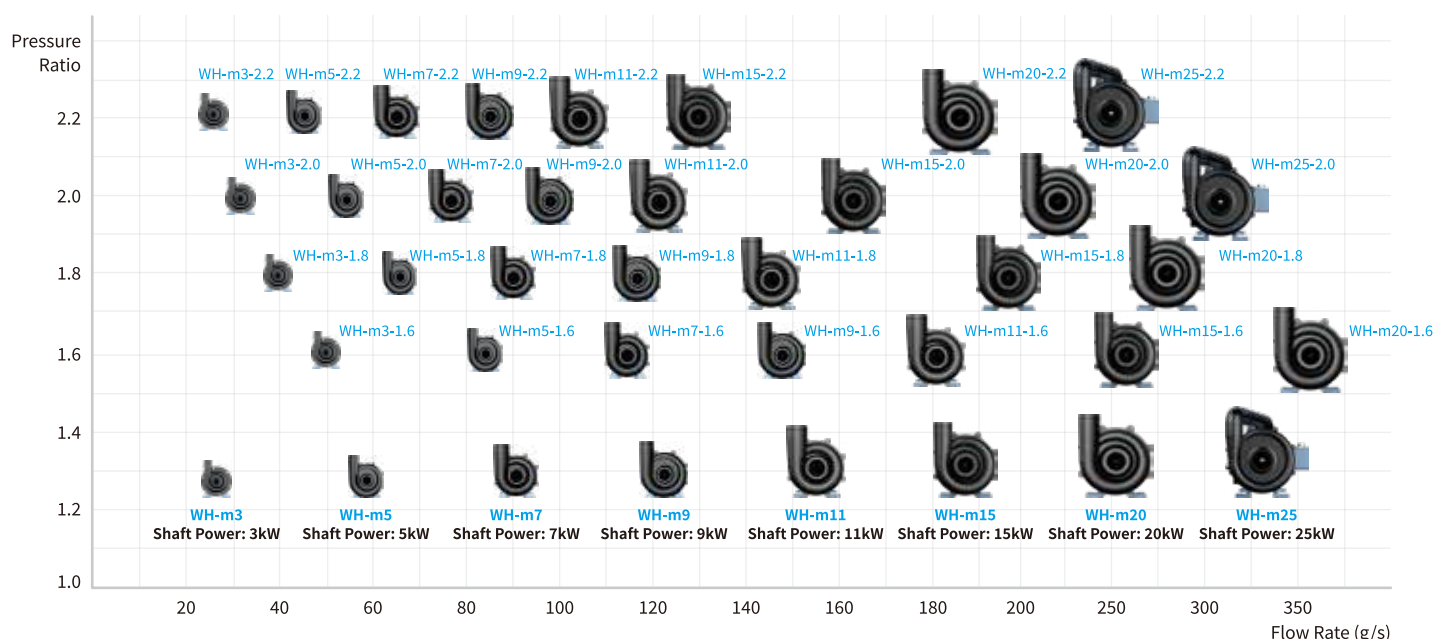 Pressure
Ratio
WH-m3-2.2 WH-m5-2.2 WH-m7-2.2 WH-m9-2.2 WH-m11-2.2 WH-m15-2.2 WH-m20-2.2 WH-m25-2.2
2.2
WH-m3-2.0 WH-m5-2.0 WH-m7-2.0 WH-m9-2.0 WH-m11-2.0 WH-m15-2.0 WH-m20-2.0 WH-m25-2.0
2.0
WH-m3-1.8 WH-m5-1.8 WH-m7-1.8 WH-m9-1.8 WH-m11-1.8 WH-m15-1.8 WH-m20-1.8
1.8
WH-m3-1.6 WH-m5-1.6 WH-m7-1.6 WH-m9-1.6 WH-m11-1.6 WH-m15-1.6 WH-m20-1.6
1.6
1.4
1.2
WH-m3 WH-m5 WH-m7 WH-m9 WH-m11 WH-m15 WH-m20 WH-m25
Shaft Power: 3kW Shaft Power: 5kW Shaft Power: 7kW Shaft Power: 9kW Shaft Power: 11kW Shaft Power: 15kW Shaft Power: 20kW Shaft Power: 25kW
1.0
20 40 60 80 100 120 140 160 180 200 250 300 350
Flow Rate (g/s)